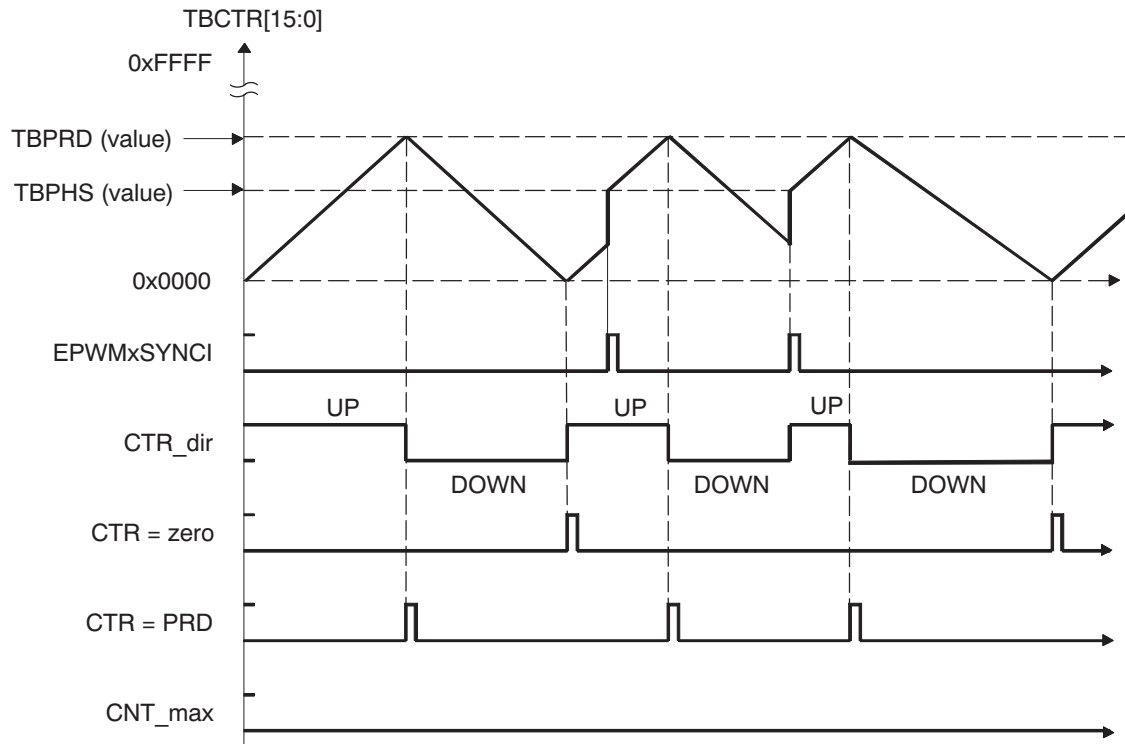 TBCTR[15:0]
0xFFFF
TBPRD (value)
TBPHS (value)
0x0000
EPWMxSYNCI
UP UP UP
CTR_dir
DOWN DOWN DOWN
CTR = zero
CTR = PRD
CNT_max